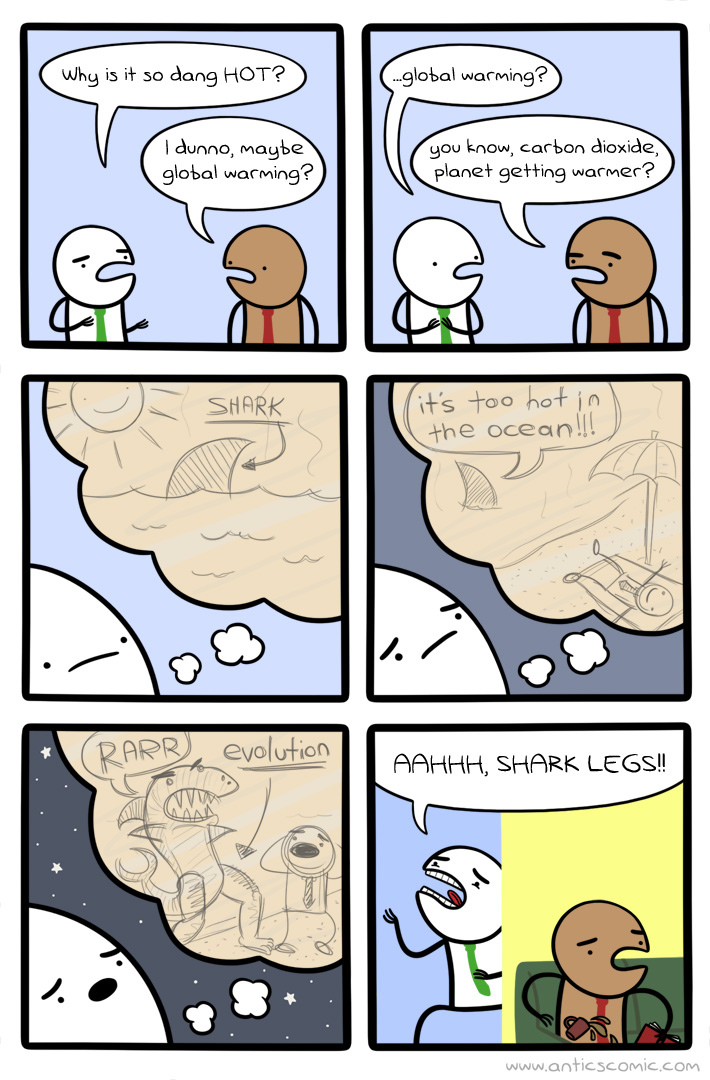 Why is it so dang HOT?
I dunno, maybe
global warming?
...global warming?
you know, carbon dioxide,
planet getting warmer?
SHARK
it's too hot in
the ocean!!!
RARR
evolution
AAHHH, SHARK LEGS!!
www.anticscomic.com